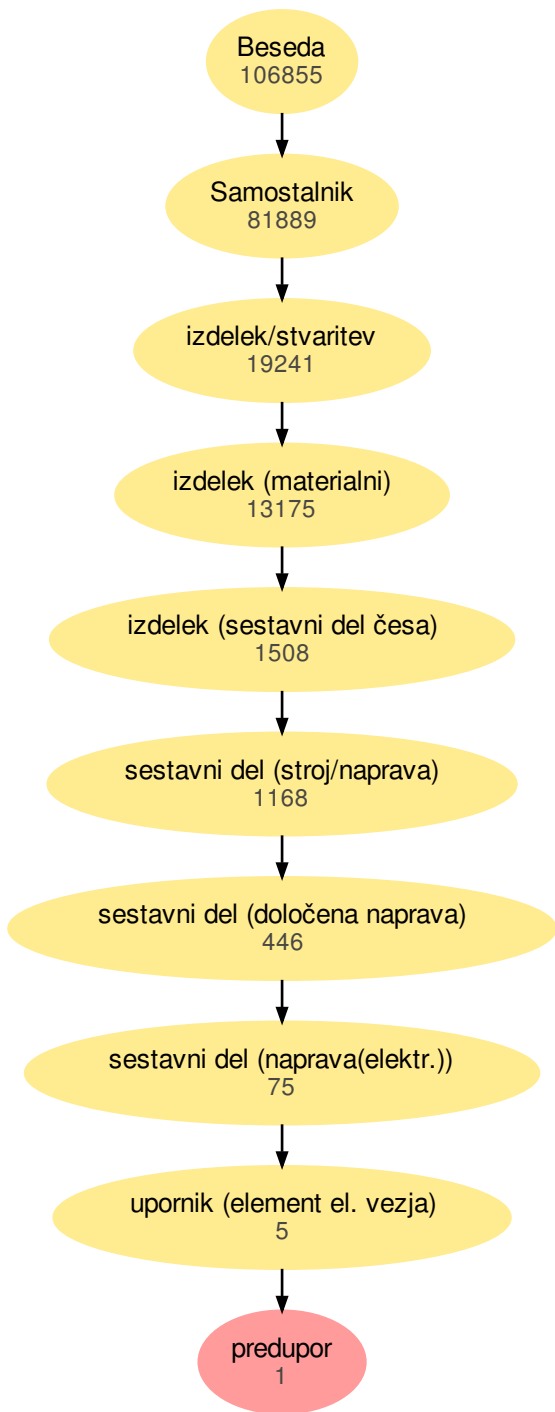 Beseda
106855
Samostalnik
81889
izdelek/stvaritev
19241
izdelek (materialni)
13175
izdelek (sestavni del česa)
1508
sestavni del (stroj/naprava)
1168
sestavni del (določena naprava)
446
sestavni del (naprava(elektr.))
75
upornik (element el. vezja)
5
predupor
1